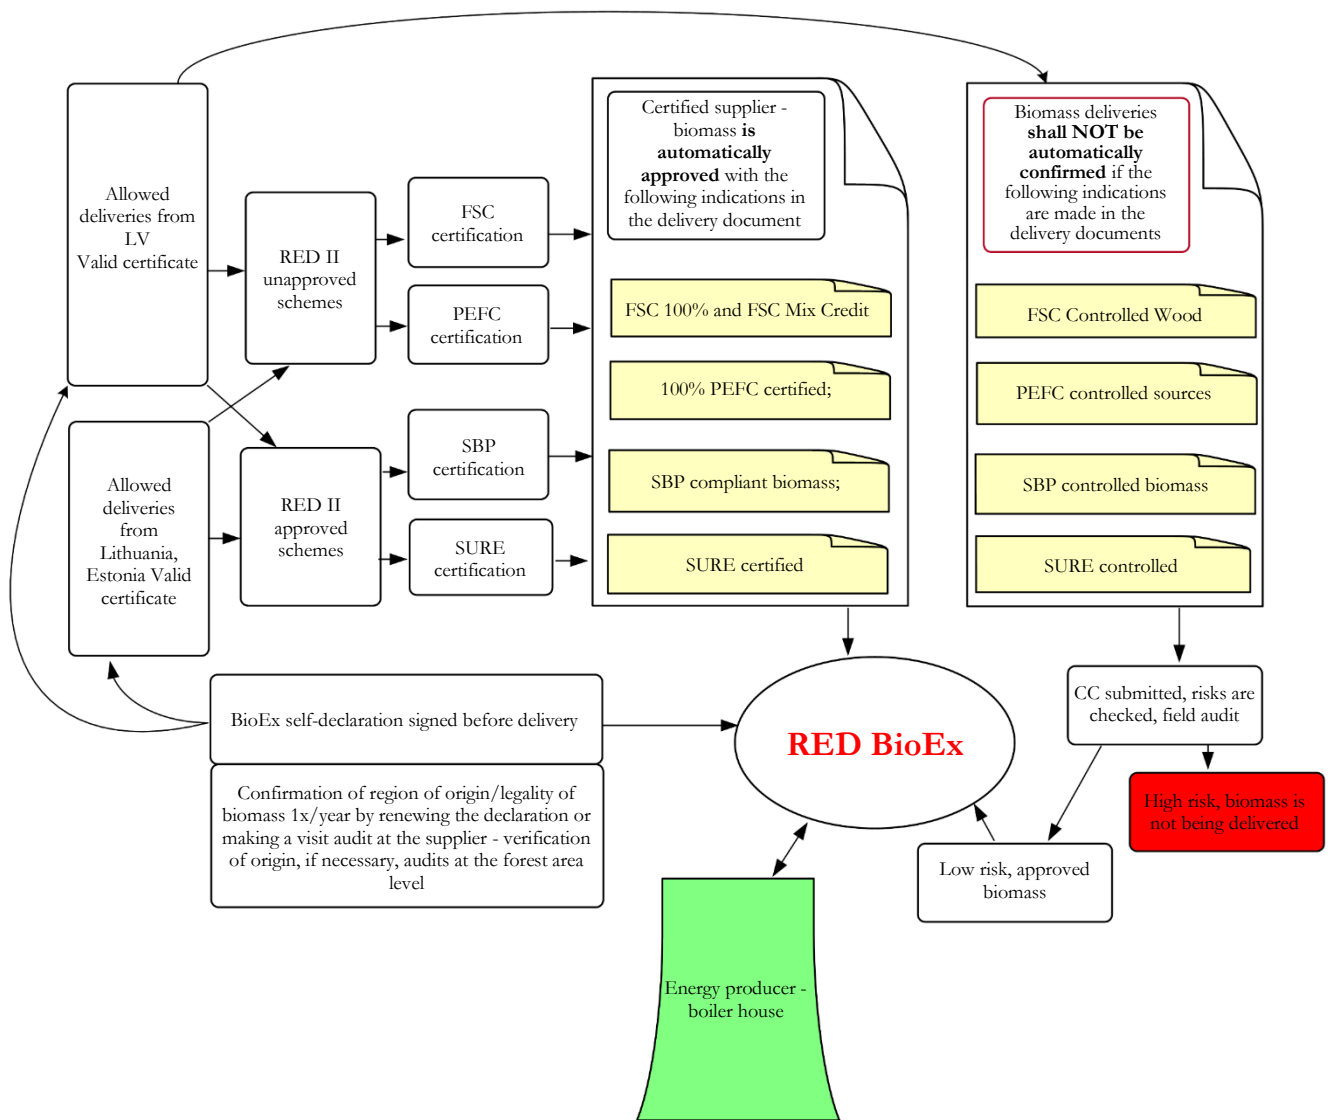 Allowed
deliveries from
LV
Valid certificate
Allowed
deliveries
from
Lithuania,
Estonia Valid
certificate
RED II
unapproved
schemes
RED II
approved
schemes
FSC
certification
PEFC
certification
SBP
certification
SURE
certification
Certified supplier -
biomass is
automatically
approved with the
following indications in
the delivery document
FSC 100% and FSC Mix Credit
100% PEFC certified;
SBP compliant biomass;
SURE certified
Biomass deliveries
shall NOT be
automatically
confirmed if the
following indications
are made in the
delivery documents
FSC Controlled Wood
PEFC controlled sources
SBP controlled biomass
SURE controlled
BioEx self-declaration signed before delivery
Confirmation of region of origin/legality of
biomass 1x/year by renewing the declaration or
making a visit audit at the supplier - verification
of origin, if necessary, audits at the forest area
level
RED BioEx
CC submitted, risks are
checked, field audit
High risk, biomass is
not being delivered
Low risk, approved
biomass
Energy producer -
boiler house